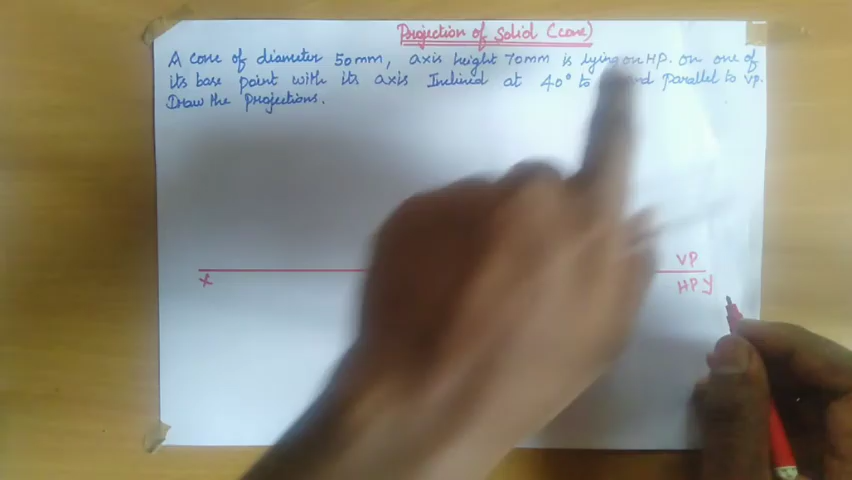 Projection of Solid (cone)
A cone of diameter 50mm, axis height 70mm is lying on HP. on one of
its base point with its axis Inclined at 40° to parallel to VP.
Draw the projections.
VP
X
HP Y